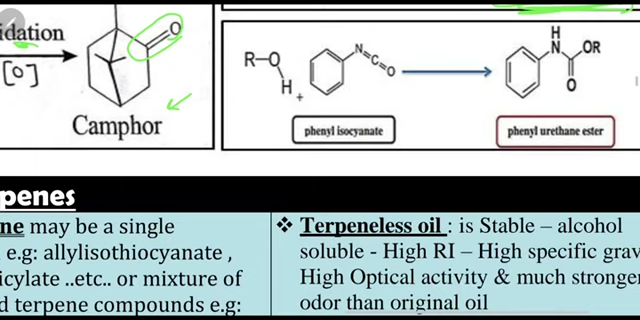 idation
[O]
O
Camphor
R-O
H
+
N=C=O
phenyl isocyanate
H
N
OR
O
phenyl urethane ester
penes
ne may be a single
e.g: allylisothiocyanate ,
icylate ..etc.. or mixture of
d terpene compounds e.g:
❖ Terpeneless oil : is Stable – alcohol
soluble - High RI – High specific grav
High Optical activity & much stronger
odor than original oil